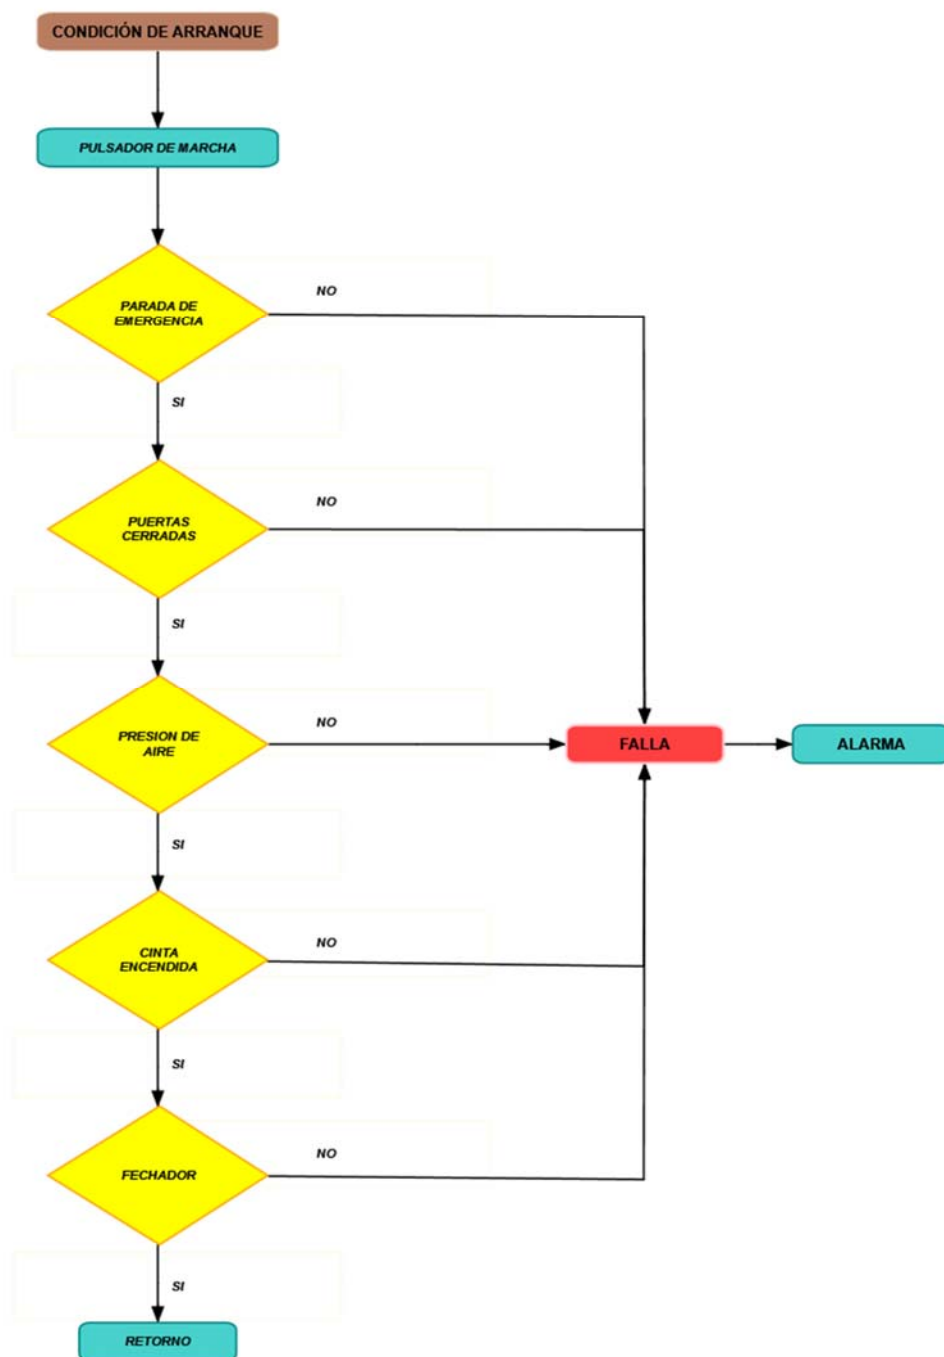 CONDICIÓN DE ARRANQUE
PULSADOR DE MARCHA
PARADA DE
EMERGENCIA
NO
SI
PUERTAS
CERRADAS
NO
SI
PRESION DE
AIRE
NO
FALLA
ALARMA
SI
CINTA
ENCENDIDA
NO
SI
FECHADOR
NO
SI
RETORNO